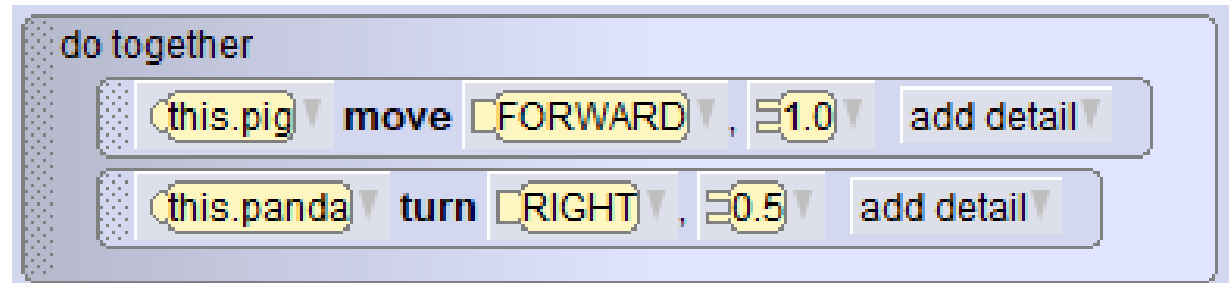 do together
this.pig move FORWARD, 1.0 add detail
this.panda turn RIGHT, 0.5 add detail